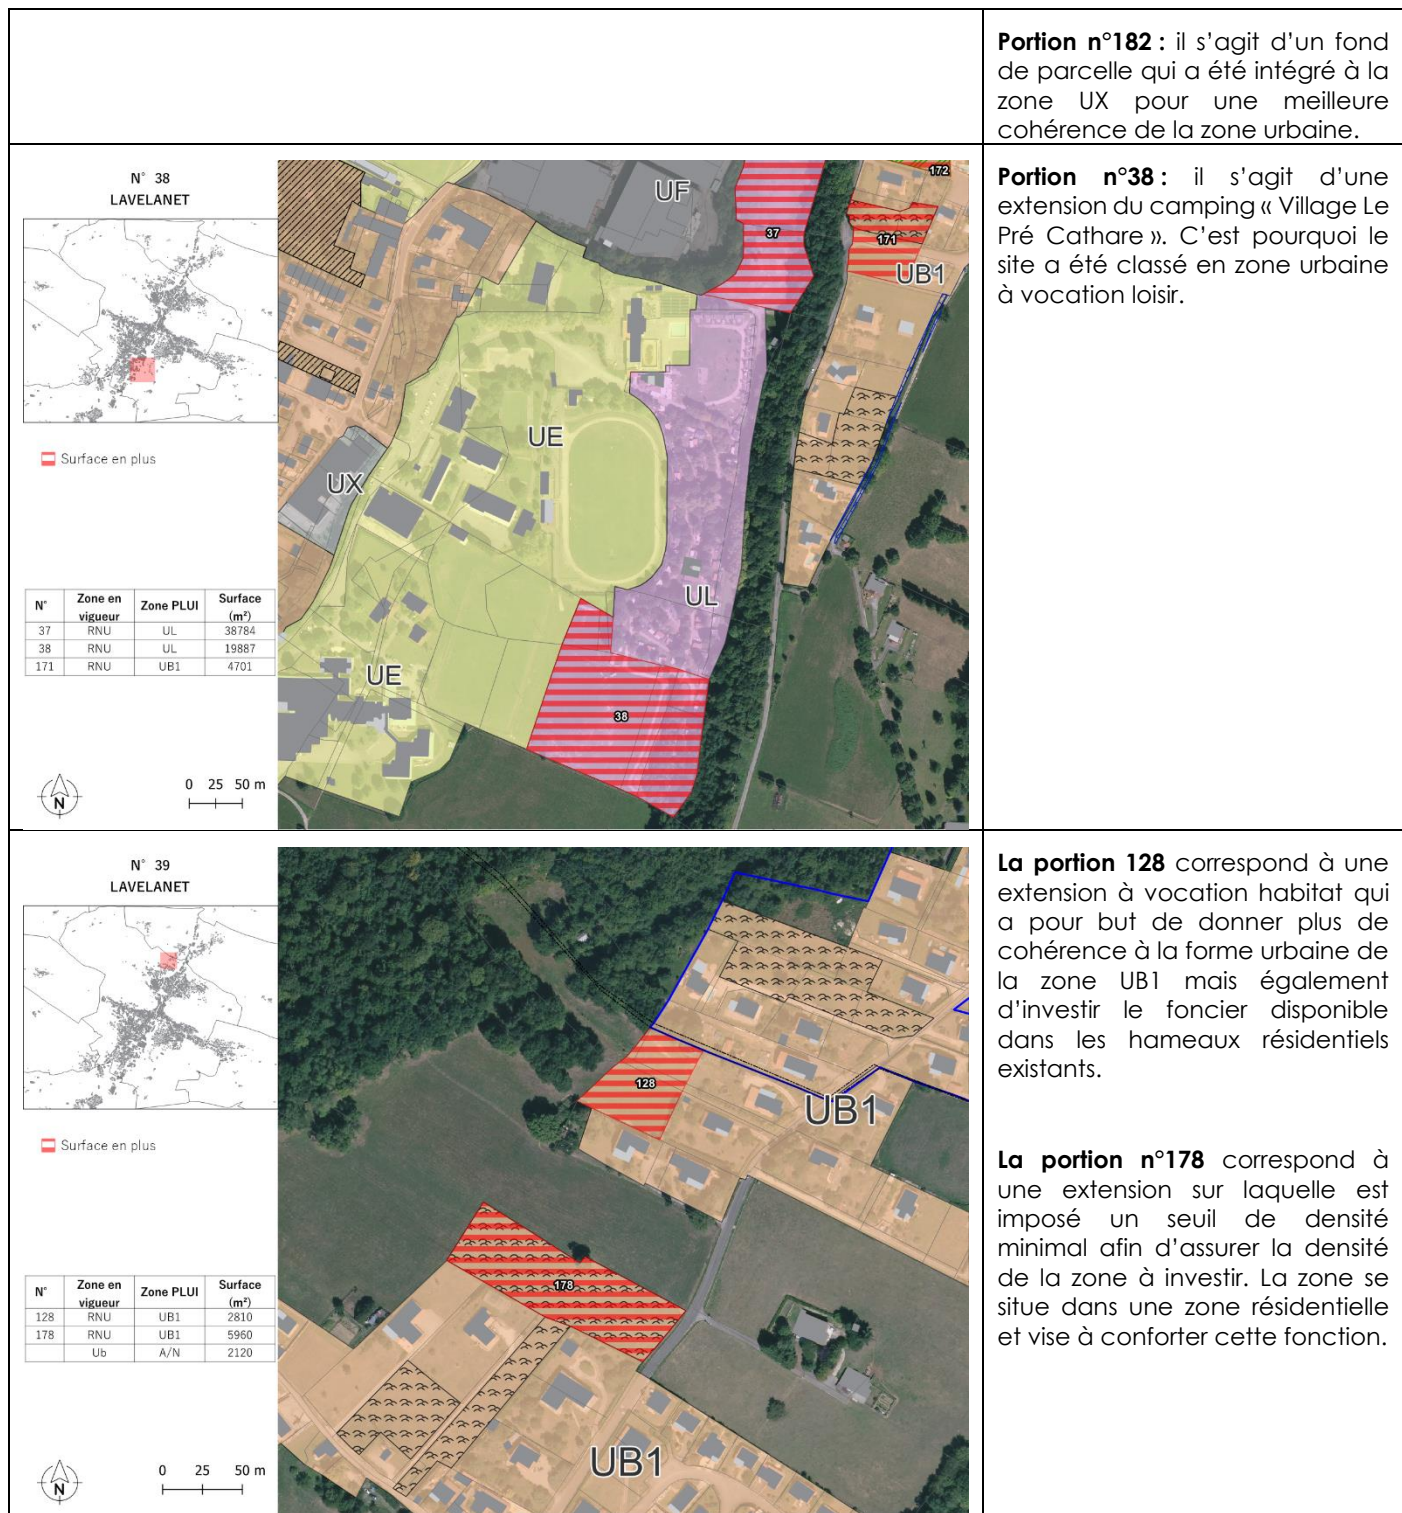 Portion n°182 : il s’agit d’un fond
de parcelle qui a été intégré à la
zone UX pour une meilleure
cohérence de la zone urbaine.
N° 38
LAVELANET
Surface en plus
N° Zone en vigueur Zone PLUI Surface (m²)
37 RNU UL 38784
38 RNU UL 19887
171 RNU UB1 4701
N
0 25 50 m
UF
37
172
171
UB1
UE
UX
UL
UE
38
Portion n°38 : il s’agit d’une
extension du camping « Village Le
Pré Cathare ». C’est pourquoi le
site a été classé en zone urbaine
à vocation loisir.
N° 39
LAVELANET
Surface en plus
N° Zone en vigueur Zone PLUI Surface (m²)
128 RNU UB1 2810
178 RNU UB1 5960
Ub A/N 2120
N
0 25 50 m
128
UB1
178
UB1
La portion 128 correspond à une
extension à vocation habitat qui
a pour but de donner plus de
cohérence à la forme urbaine de
la zone UB1 mais également
d’investir le foncier disponible
dans les hameaux résidentiels
existants.
La portion n°178 correspond à
une extension sur laquelle est
imposé un seuil de densité
minimal afin d’assurer la densité
de la zone à investir. La zone se
situe dans une zone résidentielle
et vise à conforter cette fonction.